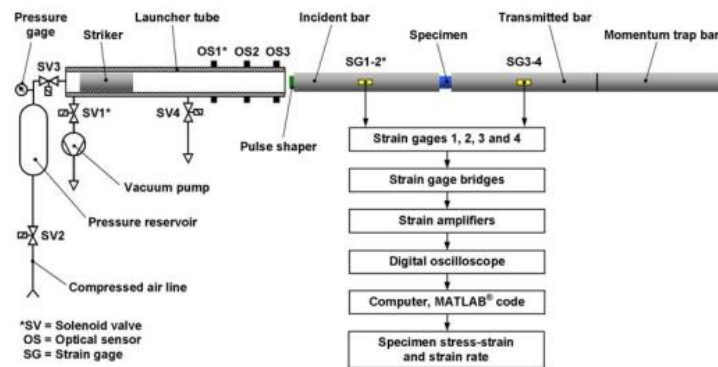 Pressure
gage
Striker
Launcher tube
OS1* OS2 OS3
Incident bar
SG1-2*
Specimen
SG3-4
Transmitted bar
Momentum trap bar
SV3
SV1*
SV4
Pulse shaper
Vacuum pump
Pressure reservoir
SV2
Compressed air line
Strain gages 1, 2, 3 and 4
Strain gage bridges
Strain amplifiers
Digital oscilloscope
Computer, MATLAB® code
Specimen stress-strain
and strain rate
*SV = Solenoid valve
OS = Optical sensor
SG = Strain gage